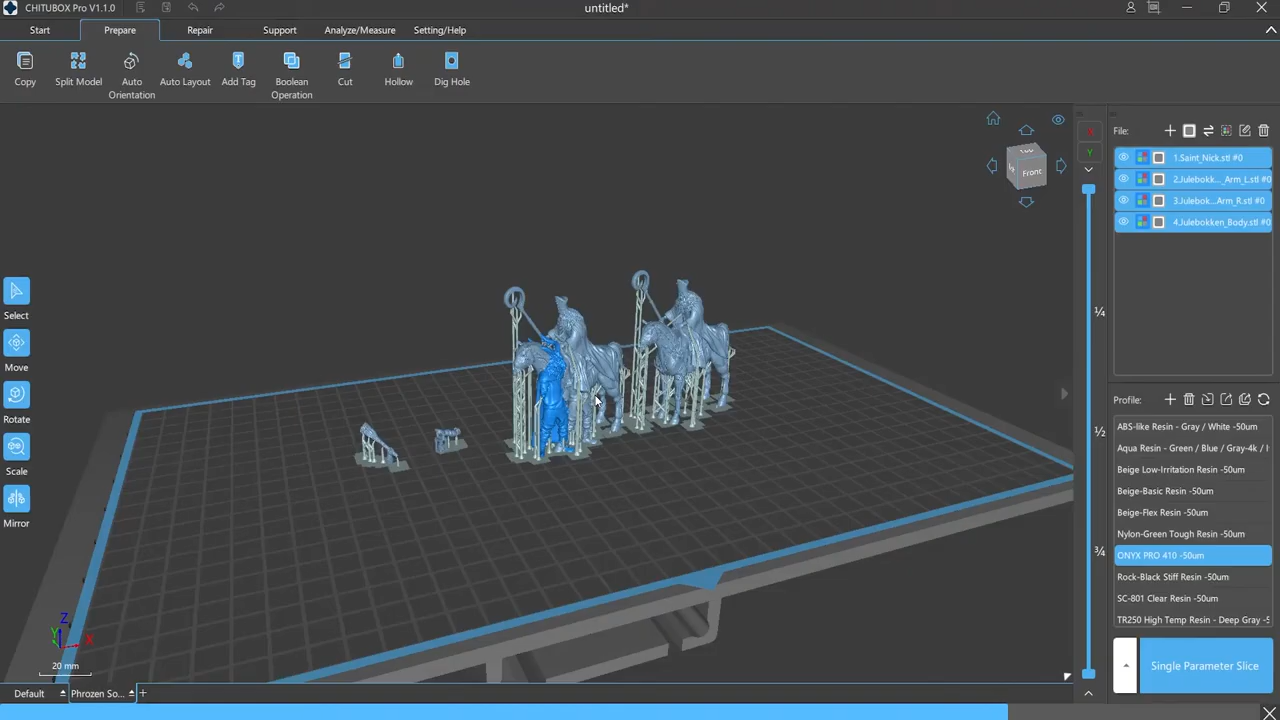 CHITUBOX Pro V1.1.0
untitled*
Start
Prepare
Repair
Support
Analyze/Measure
Setting/Help
Copy
Split Model
Auto
Orientation
Auto Layout
Add Tag
Boolean
Operation
Cut
Hollow
Dig Hole
File:
X
Y
Front
1.Saint_Nick.stl #0
2.Julebokk..._Arm_L.stl #0
3.Julebok...Arm_R.stl #0
4.Julebokken_Body.stl #0
Select
Move
Rotate
Scale
Mirror
¼
½
¾
Profile:
ABS-like Resin - Gray / White -50um
Aqua Resin - Green / Blue / Gray-4k /
Beige Low-Irritation Resin -50um
Beige-Basic Resin -50um
Beige-Flex Resin -50um
Nylon-Green Tough Resin -50um
ONYX PRO 410 -50um
Rock-Black Stiff Resin -50um
SC-801 Clear Resin -50um
TR250 High Temp Resin - Deep Gray -5
Single Parameter Slice
Z
Y
X
20 mm
Default
Phrozen So...